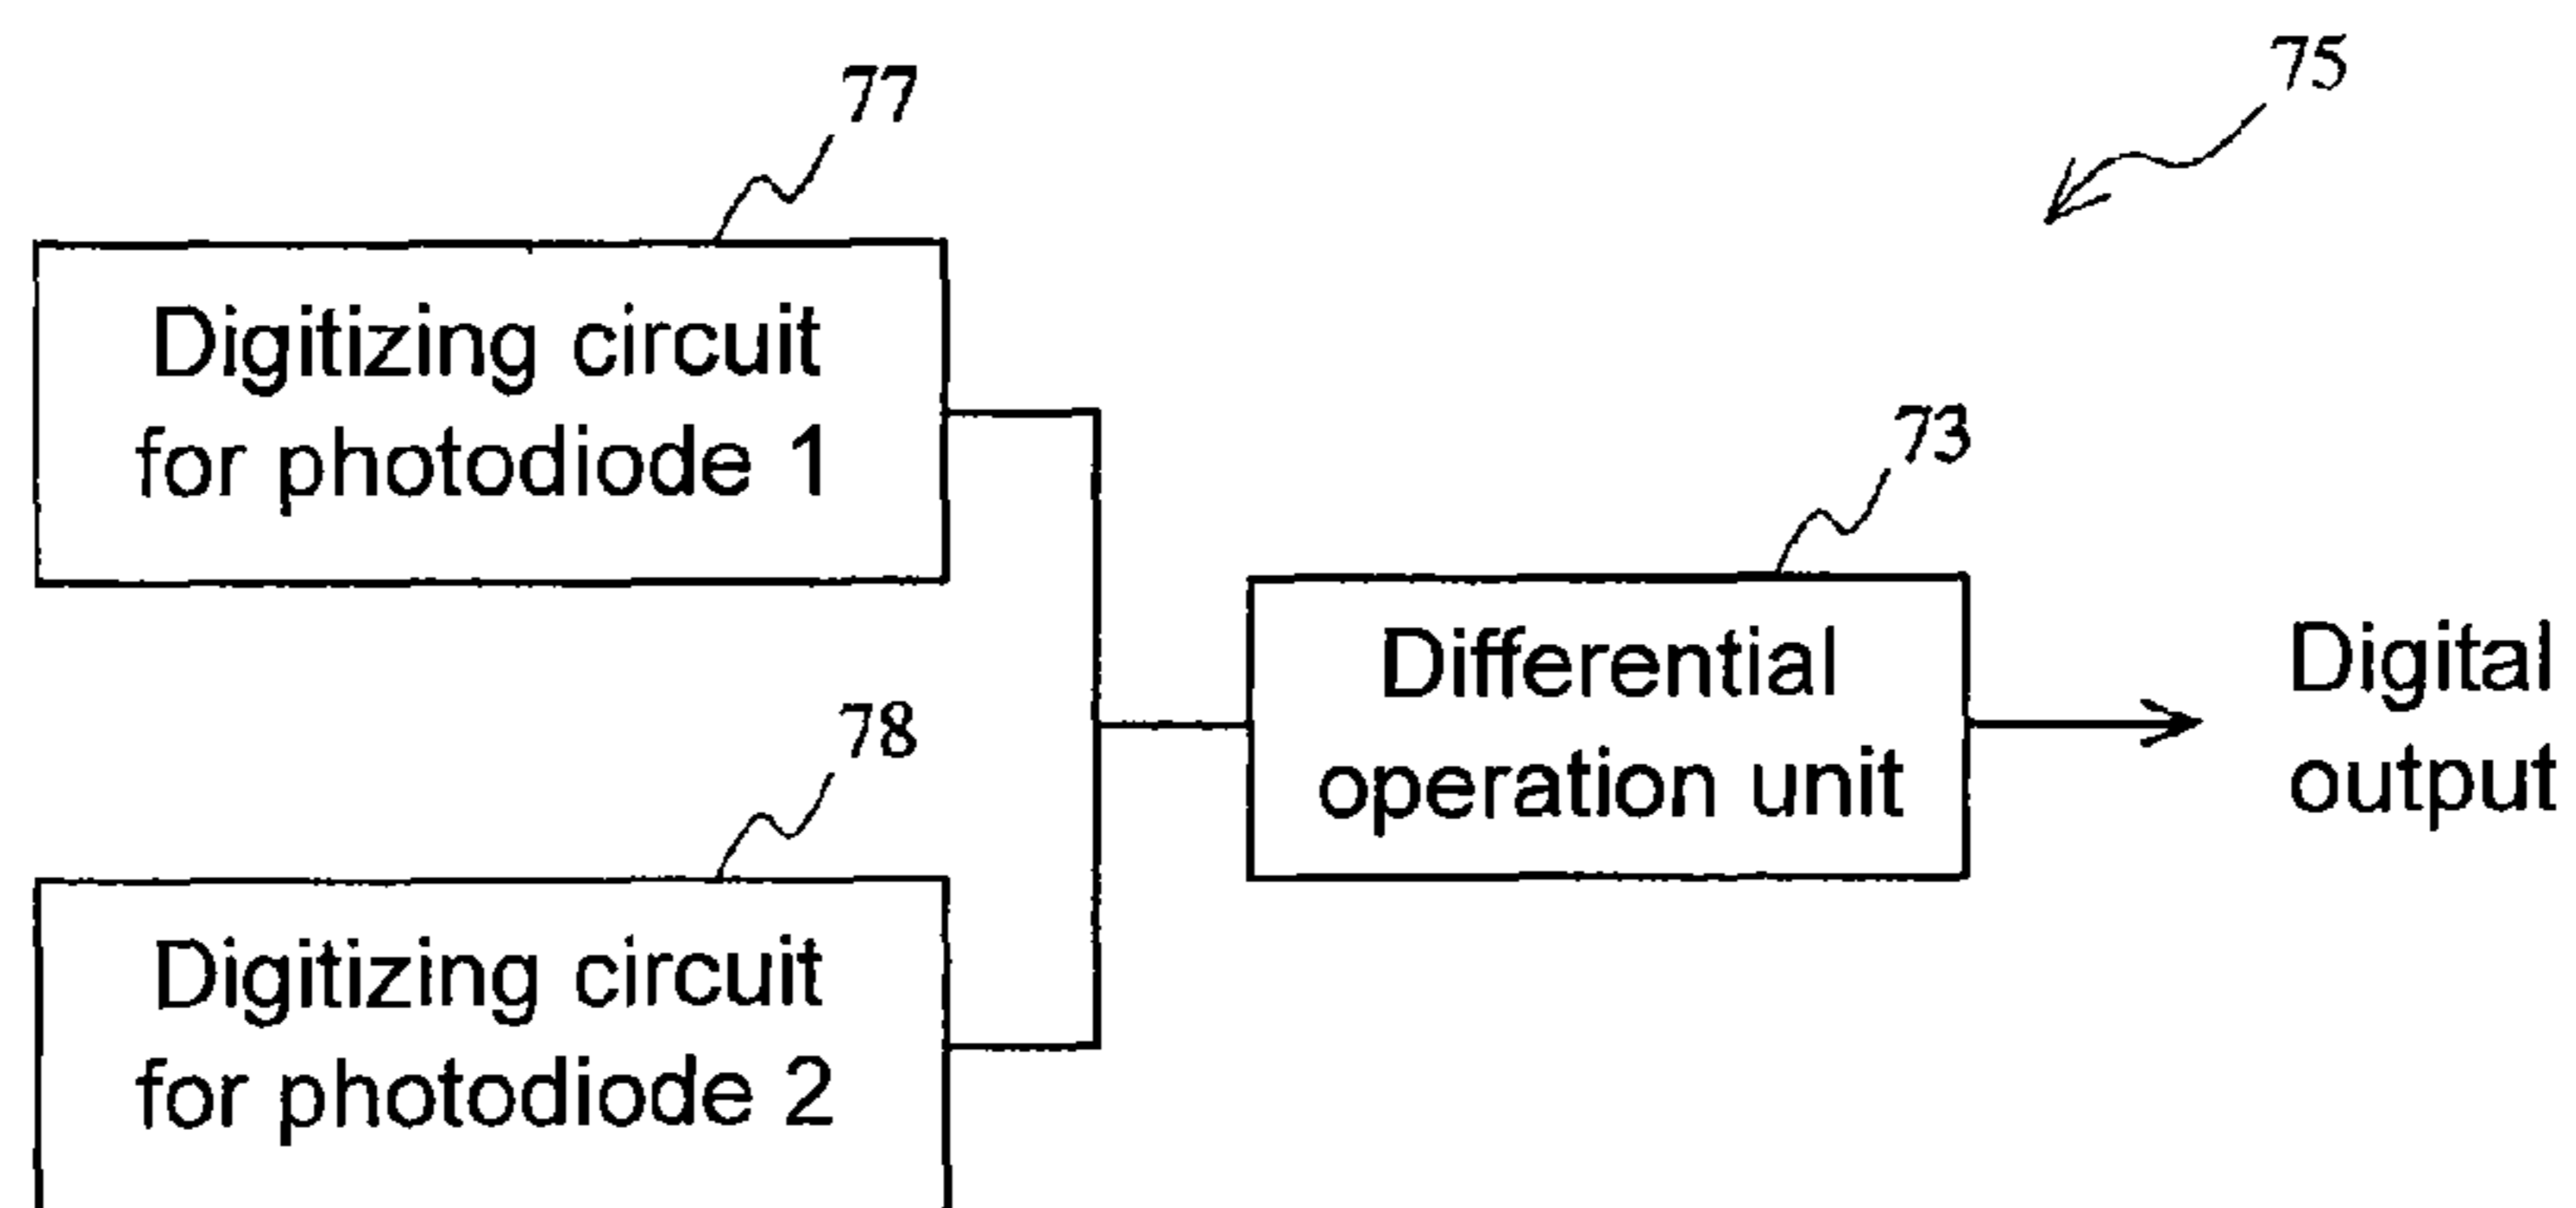 75
77
Digitizing circuit
for photodiode 1
73
Differential
operation unit
Digital
output
78
Digitizing circuit
for photodiode 2